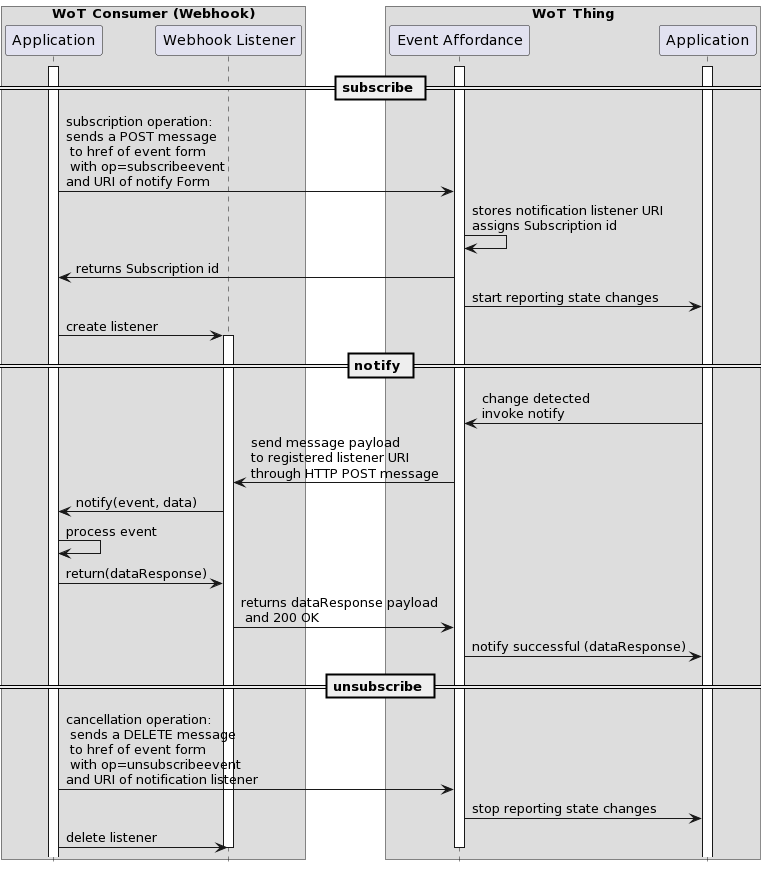 WoT Consumer (Webhook)
WoT Thing
Application
Webhook Listener
Event Affordance
Application
subscribe
subscription operation:
sends a POST message
to href of event form
with op=subscribeevent
and URI of notify Form
stores notification listener URI
assigns Subscription id
returns Subscription id
start reporting state changes
create listener
notify
change detected
invoke notify
send message payload
to registered listener URI
through HTTP POST message
notify(event, data)
process event
return(dataResponse)
returns dataResponse payload
and 200 OK
notify successful (dataResponse)
unsubscribe
cancellation operation:
sends a DELETE message
to href of event form
with op=unsubscribeevent
and URI of notification listener
stop reporting state changes
delete listener